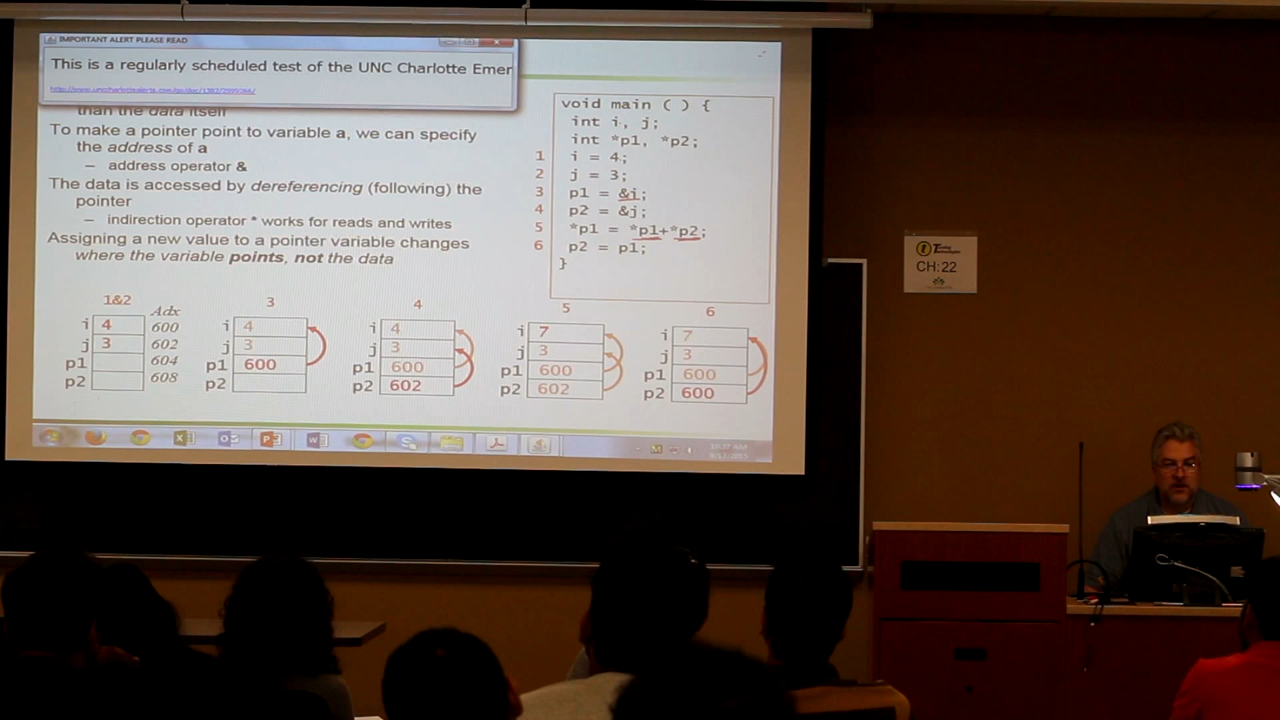 IMPORTANT ALERT PLEASE READ
This is a regularly scheduled test of the UNC Charlotte Emer
than the data itself
To make a pointer point to variable a, we can specify
the address of a
– address operator &
The data is accessed by dereferencing (following) the
pointer
– indirection operator * works for reads and writes
Assigning a new value to a pointer variable changes
where the variable points, not the data
void main ( ) {
int i, j;
int *p1, *p2;
1 i = 4;
2 j = 3;
3 p1 = &i;
4 p2 = &j;
5 *p1 = *p1+*p2;
6 p2 = p1;
}
1&2 Adx
i 4 600
j 3 602
p1 604
p2 608
3
i 4
j 3
p1 600
p2
4
i 4
j 3
p1 600
p2 602
5
i 7
j 3
p1 600
p2 602
6
i 7
j 3
p1 600
p2 600
CH:22